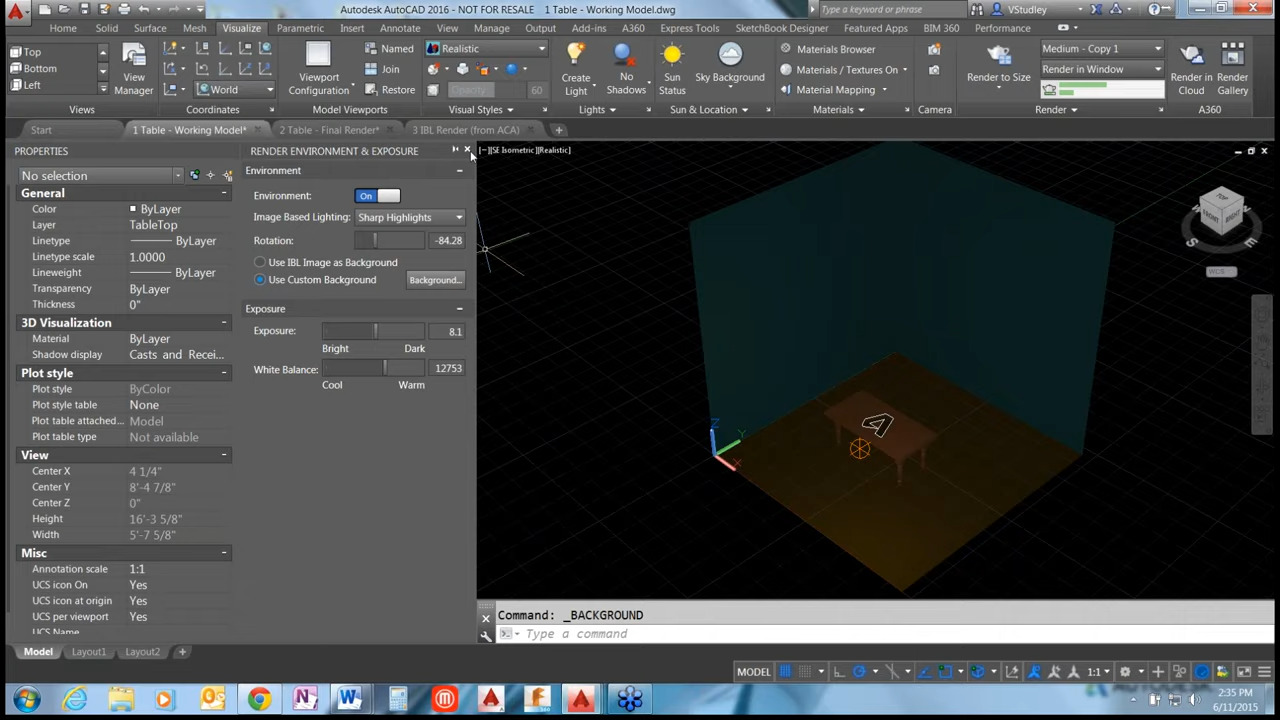 Autodesk AutoCAD 2016 - NOT FOR RESALE 1 Table - Working Model.dwg
Type a keyword or phrase
VStudley
Home Solid Surface Mesh Visualize Parametric Insert Annotate View Manage Output Add-ins A360 Express Tools SketchBook Designer Featured Apps BIM 360 Performance
Top
Bottom
Left
View Manager
World
Viewport Configuration
Named
Join
Restore
Realistic
Opacity 60
Create Light
No Shadows
Sun Status
Sky Background
Materials Browser
Materials / Textures On
Material Mapping
Render to Size
Medium - Copy 1
Render in Window
Render in Cloud
Render Gallery
Views Coordinates Model Viewports Visual Styles Lights Sun & Location Materials Camera Render A360
Start 1 Table - Working Model* 2 Table - Final Render* 3 IBL Render (from ACA)
PROPERTIES
No selection
General
Color ByLayer
Layer TableTop
Linetype ByLayer
Linetype scale 1.0000
Lineweight ByLayer
Transparency ByLayer
Thickness 0"
3D Visualization
Material ByLayer
Shadow display Casts and Recei...
Plot style
Plot style ByColor
Plot style table None
Plot table attached... Model
Plot table type Not available
View
Center X 4 1/4"
Center Y 8'-4 7/8"
Center Z 0"
Height 16'-3 5/8"
Width 5'-7 5/8"
Misc
Annotation scale 1:1
UCS icon On Yes
UCS icon at origin Yes
UCS per viewport Yes
UCS Name
RENDER ENVIRONMENT & EXPOSURE
Environment
Environment: On
Image Based Lighting: Sharp Highlights
Rotation: -84.28
Use IBL Image as Background
Use Custom Background Background...
Exposure
Exposure: 8.1
Bright Dark
White Balance: 12753
Cool Warm
[−][SE Isometric][Realistic]
TOP
FRONT RIGHT
S E
WCS
Z
Y
X
Command: _BACKGROUND
Type a command
Model Layout1 Layout2
MODEL 1:1
2:35 PM
6/11/2015